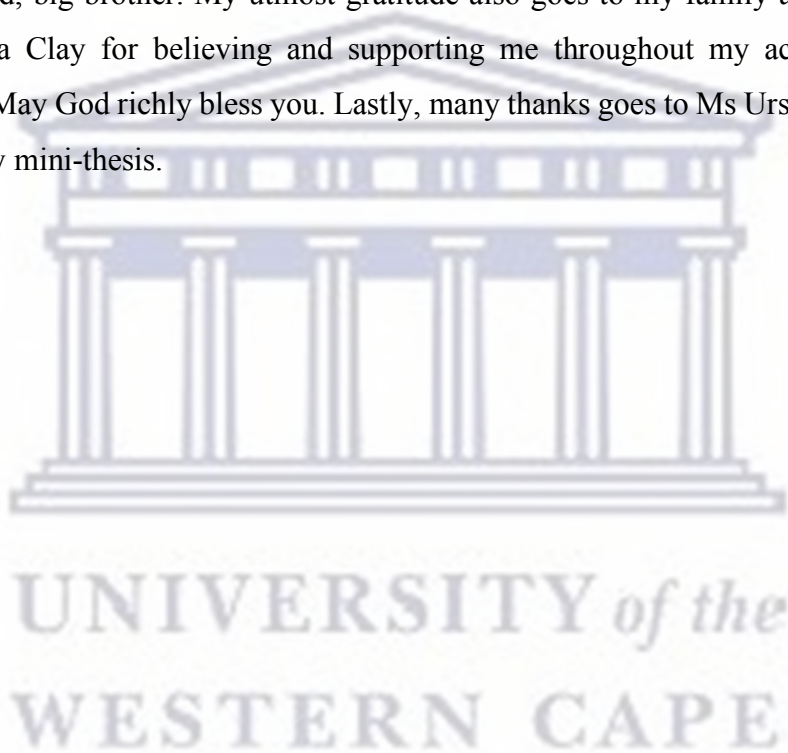 big brother. My utmost gratitude also goes to my family
a Clay for believing and supporting me throughout my ac
May God richly bless you. Lastly, many thanks goes to Ms Urs
mini-thesis.
UNIVERSITY of the
WESTERN CAPE